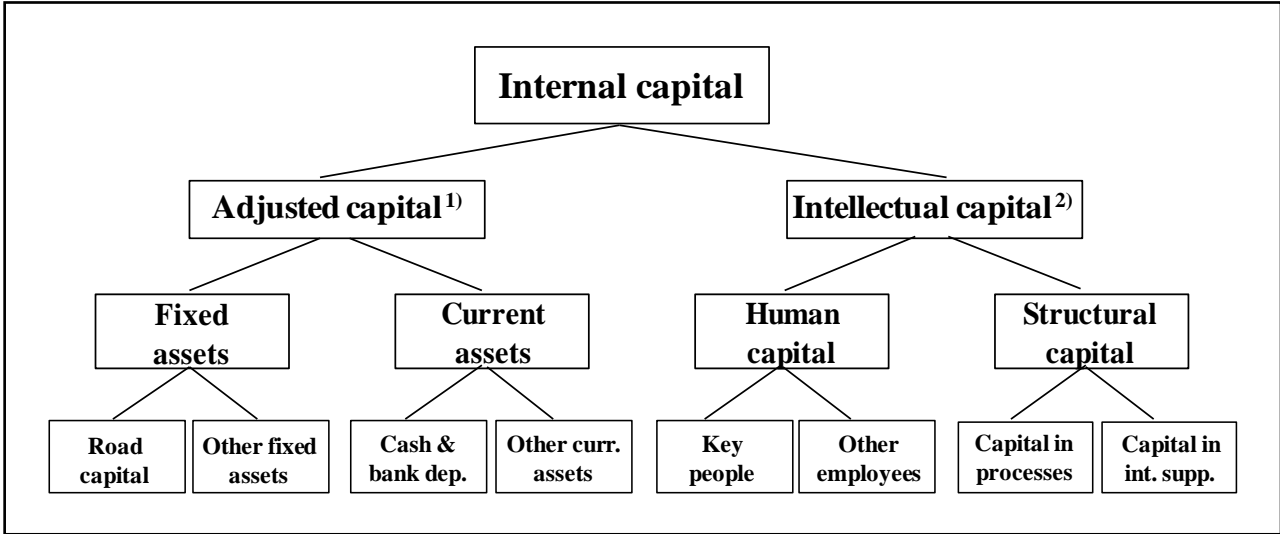 Internal capital
Adjusted capital 1)
Intellectual capital 2)
Fixed
assets
Current
assets
Human
capital
Structural
capital
Road
capital
Other fixed
assets
Cash &
bank dep.
Other curr.
assets
Key
people
Other
employees
Capital in
processes
Capital in
int. supp.